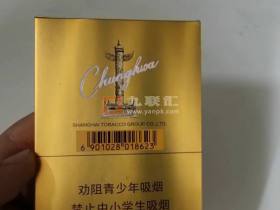 Chunghwa
九联汇
www.yanpk.com
SHANGHAI TOBACCO GROUP CO.,LTD.
6 901028 018623
劝阻青少年吸烟
禁止中小学生吸烟